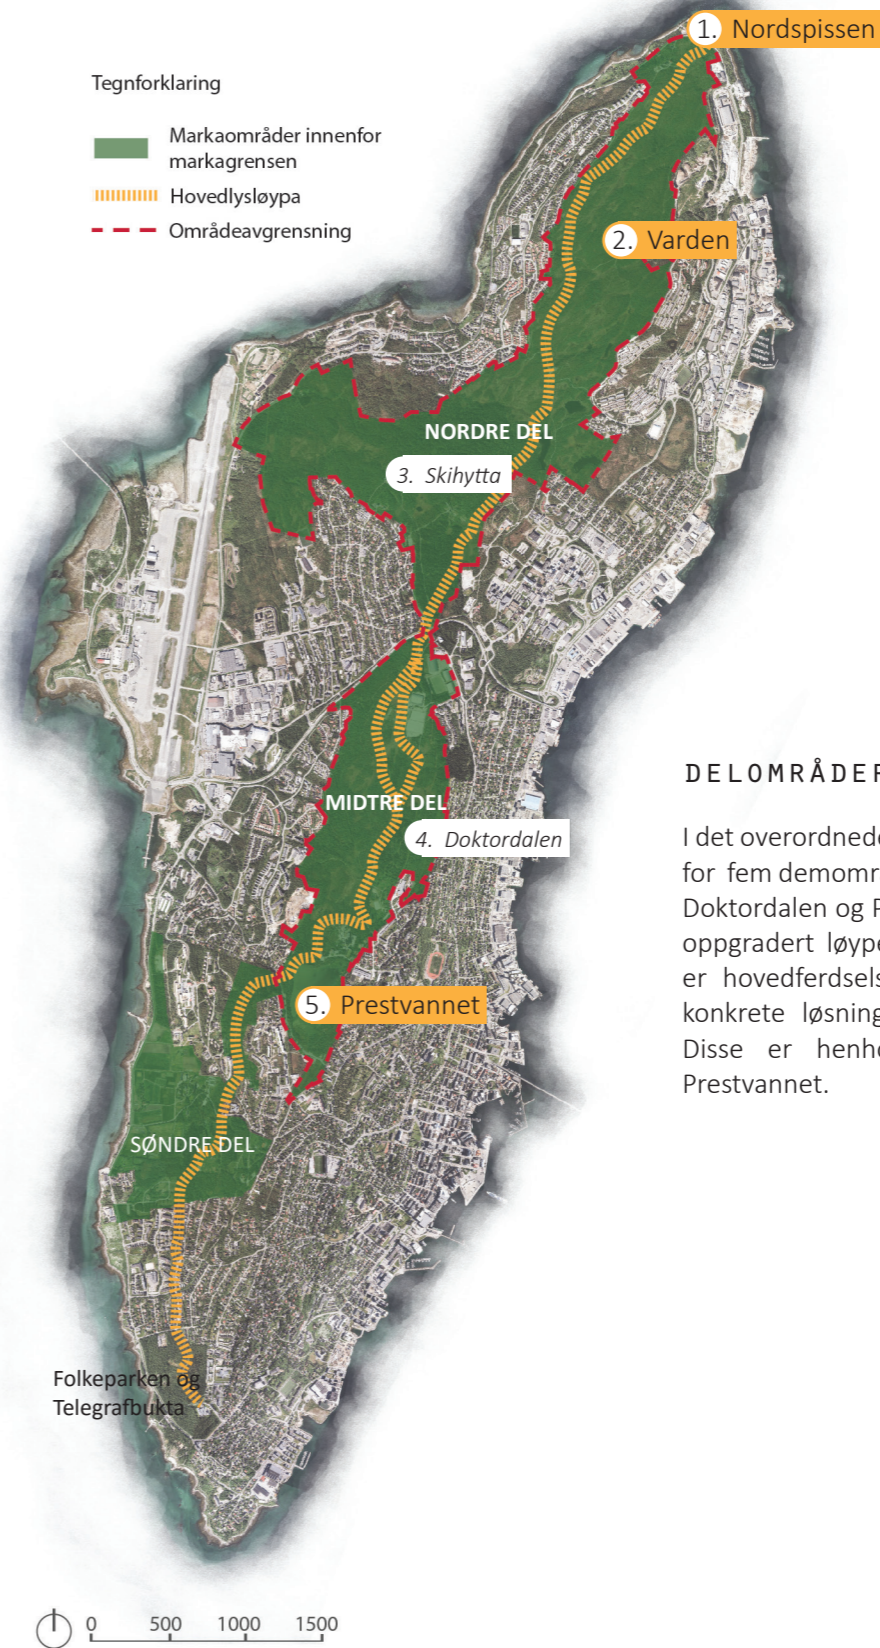 1. Nordspissen
Tegnforklaring
Markaområder innenfor
markagrensen
Hovedlysløypa
Områdeavgrensning
2. Varden
NORDRE DEL
3. Skihytta
MIDTRE DEL
4. Doktordalen
5. Prestvannet
SØNDRE DEL
Folkeparken og
Telegrafbukta
0 500 1000 1500
DELOMRÅDER
I det overordnede
for fem demområ
Doktordalen og P
oppgradert løype
er hovedferdsels
konkrete løsning
Disse er henho
Prestvannet.